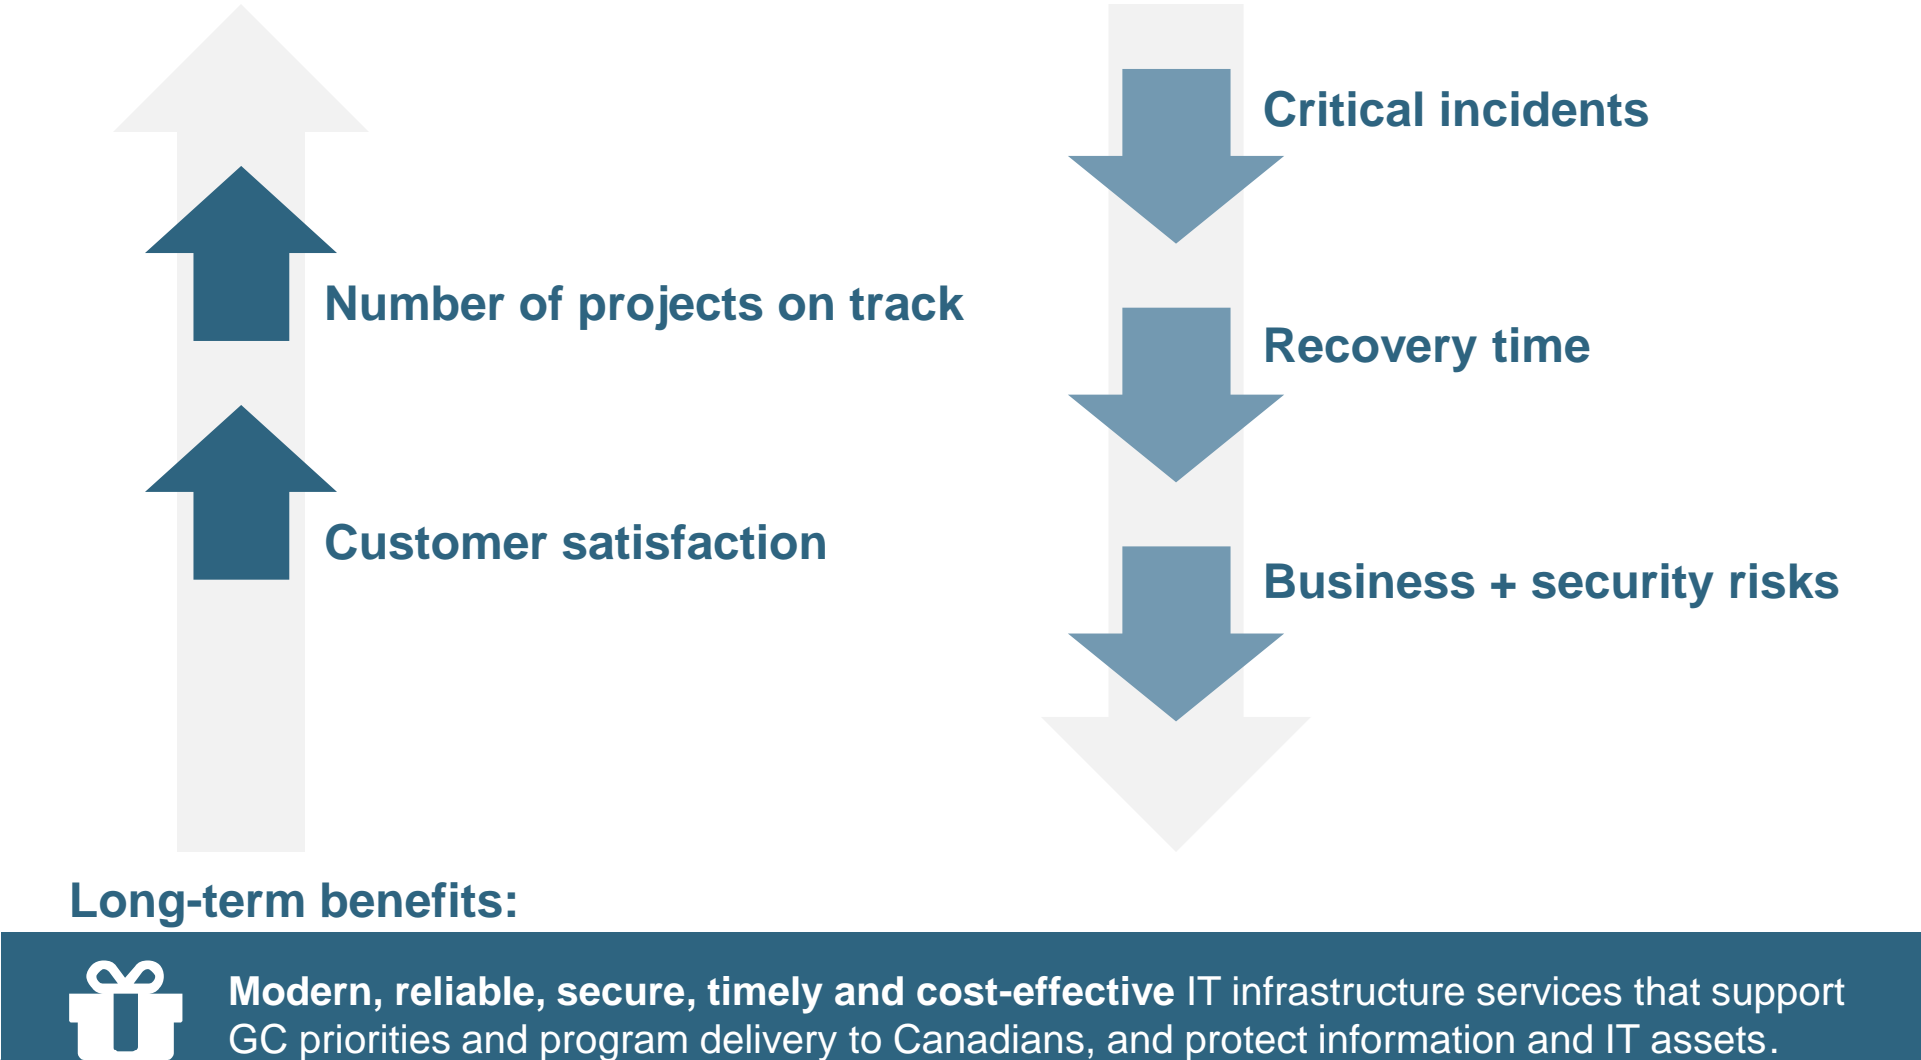 Number of projects on track
Customer satisfaction
Critical incidents
Recovery time
Business + security risks
Long-term benefits:
Modern, reliable, secure, timely and cost-effective IT infrastructure services that support
GC priorities and program delivery to Canadians, and protect information and IT assets.